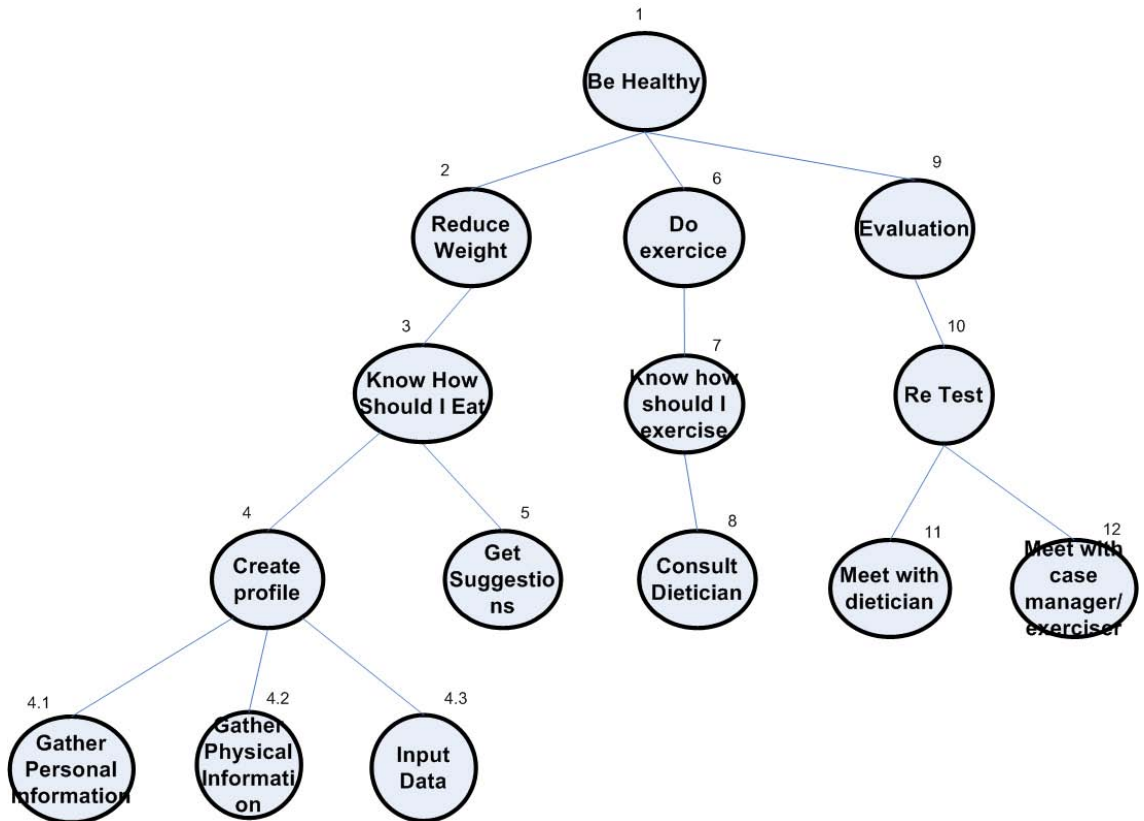 1
Be Healthy
2
Reduce
Weight
6
Do
exercice
9
Evaluation
3
Know How
Should I Eat
7
Know how
should I
exercise
10
Re Test
4
Create
profile
5
Get
Suggestio
ns
8
Consult
Dietician
11
Meet with
dietician
12
Meet with
case
manager/
exerciser
4.1
Gather
Personal
Information
4.2
Gather
Physical
Informati
on
4.3
Input
Data